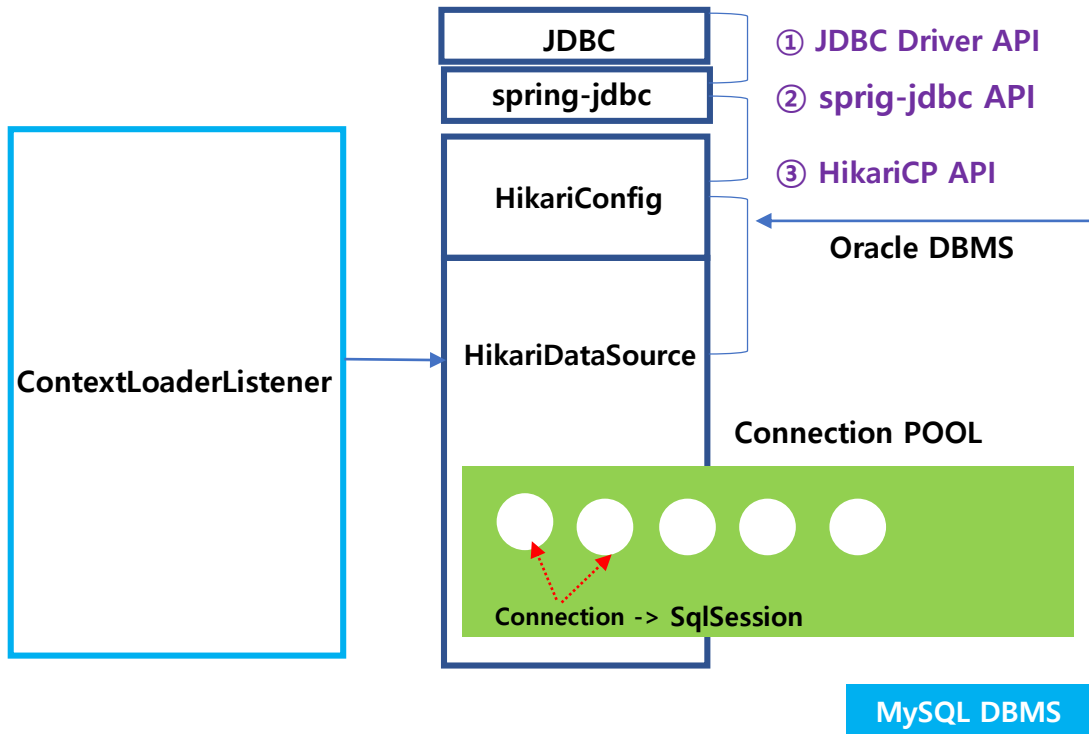 JDBC
① JDBC Driver API
spring-jdbc
② sprig-jdbc API
③ HikariCP API
HikariConfig
Oracle DBMS
HikariDataSource
ContextLoaderListener
Connection POOL
Connection -> SqlSession
MySQL DBMS